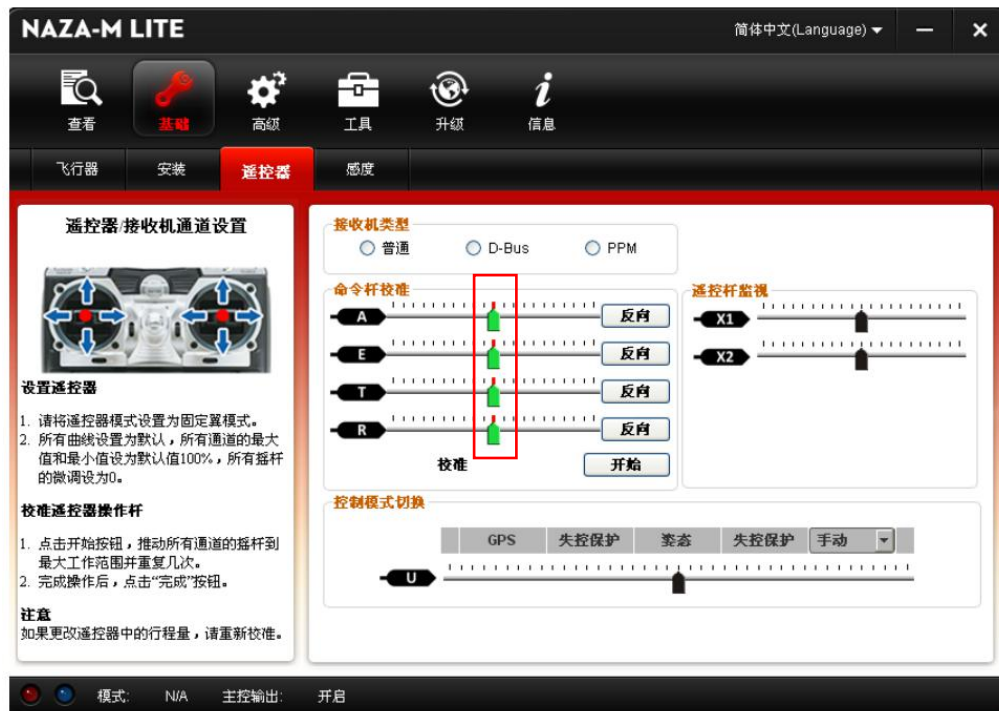 NAZA-M LITE
简体中文(Language)
查看
基础
高级
工具
升级
信息
飞行器
安装
遥控器
感度
遥控器/接收机通道设置
设置遥控器
1. 请将遥控器模式设置为固定翼模式。
2. 所有曲线设置为默认，所有通道的最大
值和最小值设为默认值100%，所有摇杆
的微调设为0。
校准遥控器操作杆
1. 点击开始按钮，推动所有通道的摇杆到
最大工作范围并重复几次。
2. 完成操作后，点击“完成”按钮。
注意
如果更改遥控器中的行程量，请重新校准。
接收机类型
普通
D-Bus
PPM
命令杆校准
A
反向
E
反向
T
反向
R
反向
校准
开始
遥控杆监视
X1
X2
控制模式切换
GPS
失控保护
姿态
失控保护
手动
U
模式:
N/A
主控输出:
开启